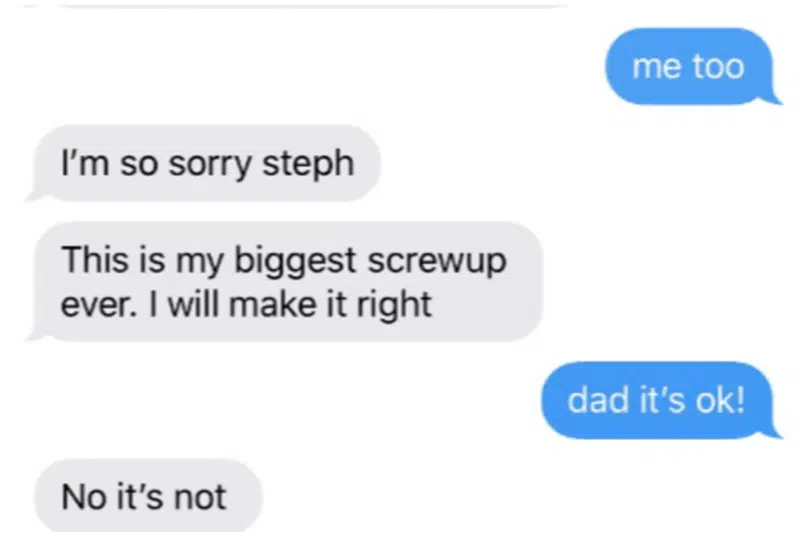 me too
I'm so sorry steph
This is my biggest screwup
ever. I will make it right
dad it's ok!
No it's not